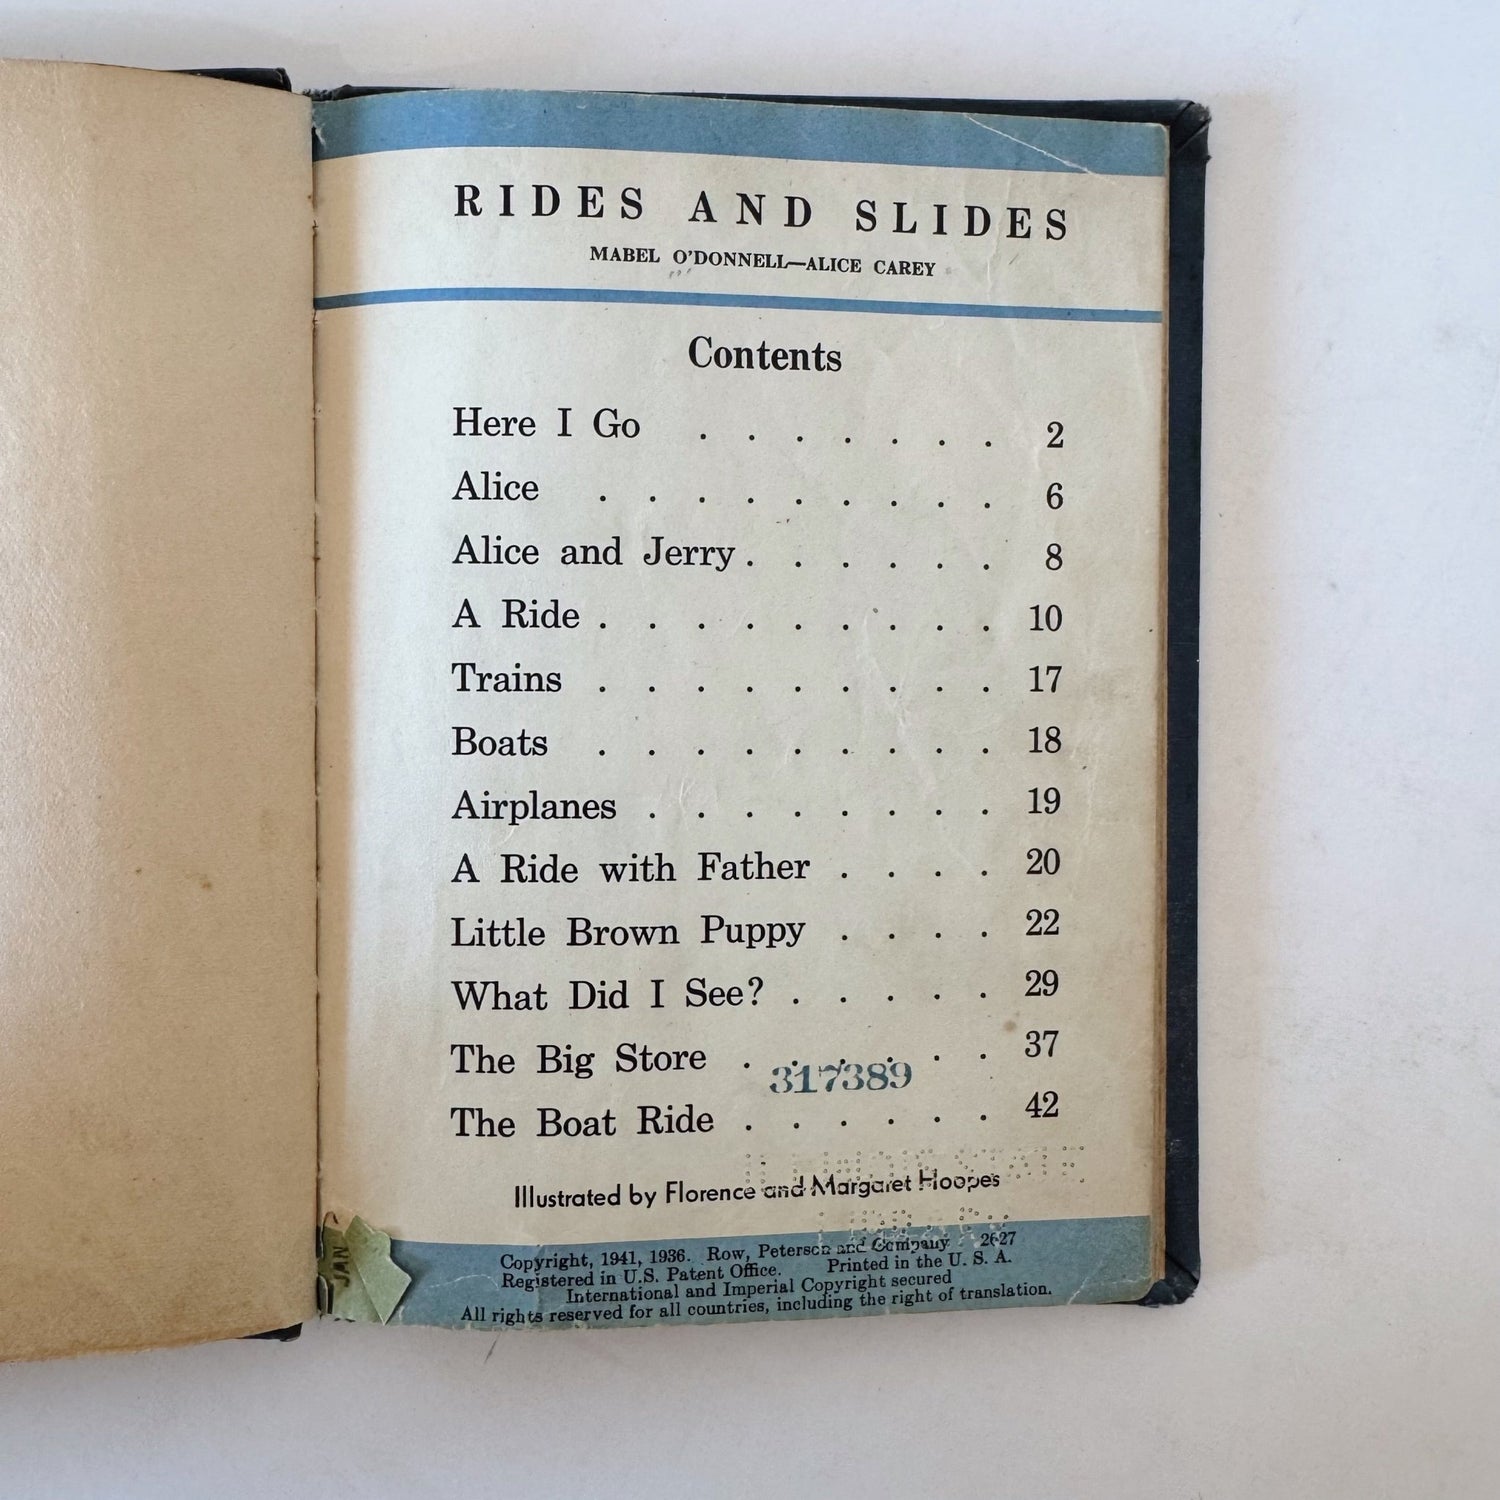 RIDES AND SLIDES
MABEL O'DONNELL—ALICE CAREY
Contents
Here I Go . . . . . . . 2
Alice . . . . . . . . . 6
Alice and Jerry . . . . . . 8
A Ride . . . . . . . . . 10
Trains . . . . . . . . . 17
Boats . . . . . . . . . 18
Airplanes . . . . . . . . 19
A Ride with Father . . . . 20
Little Brown Puppy . . . . 22
What Did I See? . . . . . 29
The Big Store . . . . . . 37
317389
The Boat Ride . . . . . . 42
Illustrated by Florence and Margaret Hoopes
JAN
Copyright, 1941, 1936. Row, Peterson and Company 2627
Registered in U.S. Patent Office. Printed in the U. S. A.
International and Imperial Copyright secured
All rights reserved for all countries, including the right of translation.